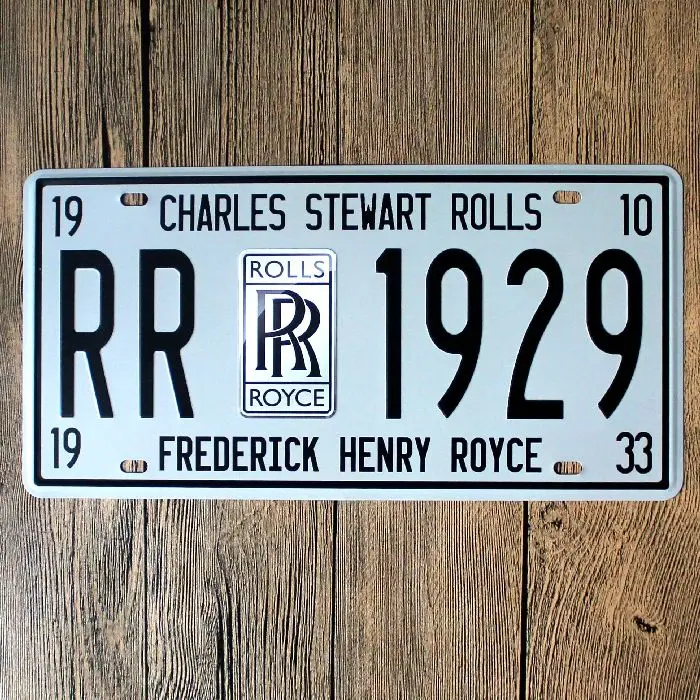 19 CHARLES STEWART ROLLS 10
RR ROLLS RR ROYCE 1929
19 FREDERICK HENRY ROYCE 33